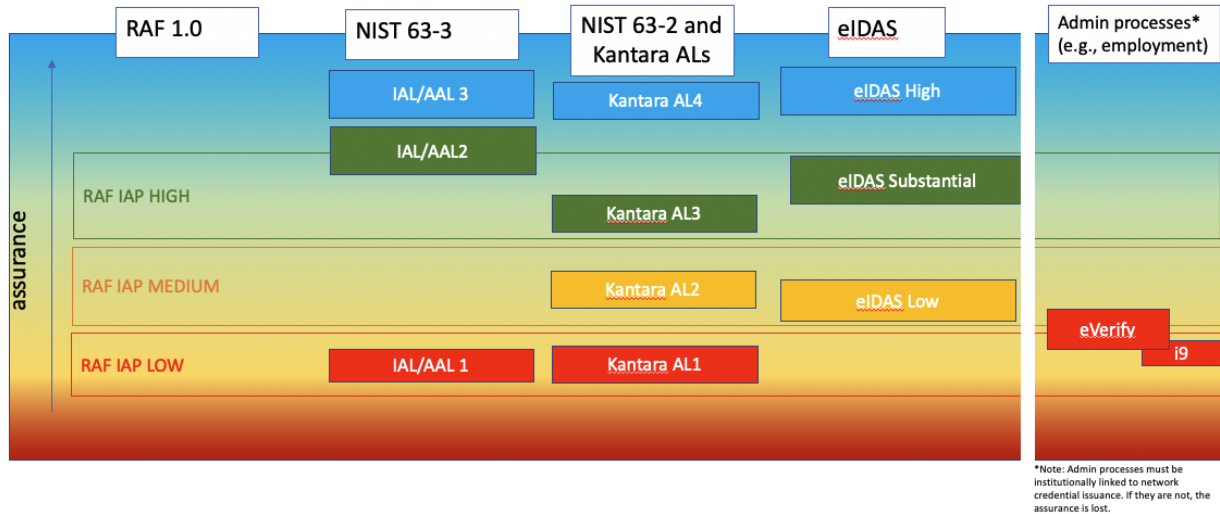 RAF 1.0
NIST 63-3
NIST 63-2 and
Kantara ALs
eIDAS
Admin processes*
(e.g., employment)
assurance
IAL/AAL 3
Kantara AL4
eIDAS High
IAL/AAL2
eIDAS Substantial
RAF IAP HIGH
Kantara AL3
RAF IAP MEDIUM
Kantara AL2
eIDAS Low
eVerify
RAF IAP LOW
IAL/AAL 1
Kantara AL1
i9
*Note: Admin processes must be
institutionally linked to network
credential issuance. If they are not, the
assurance is lost.